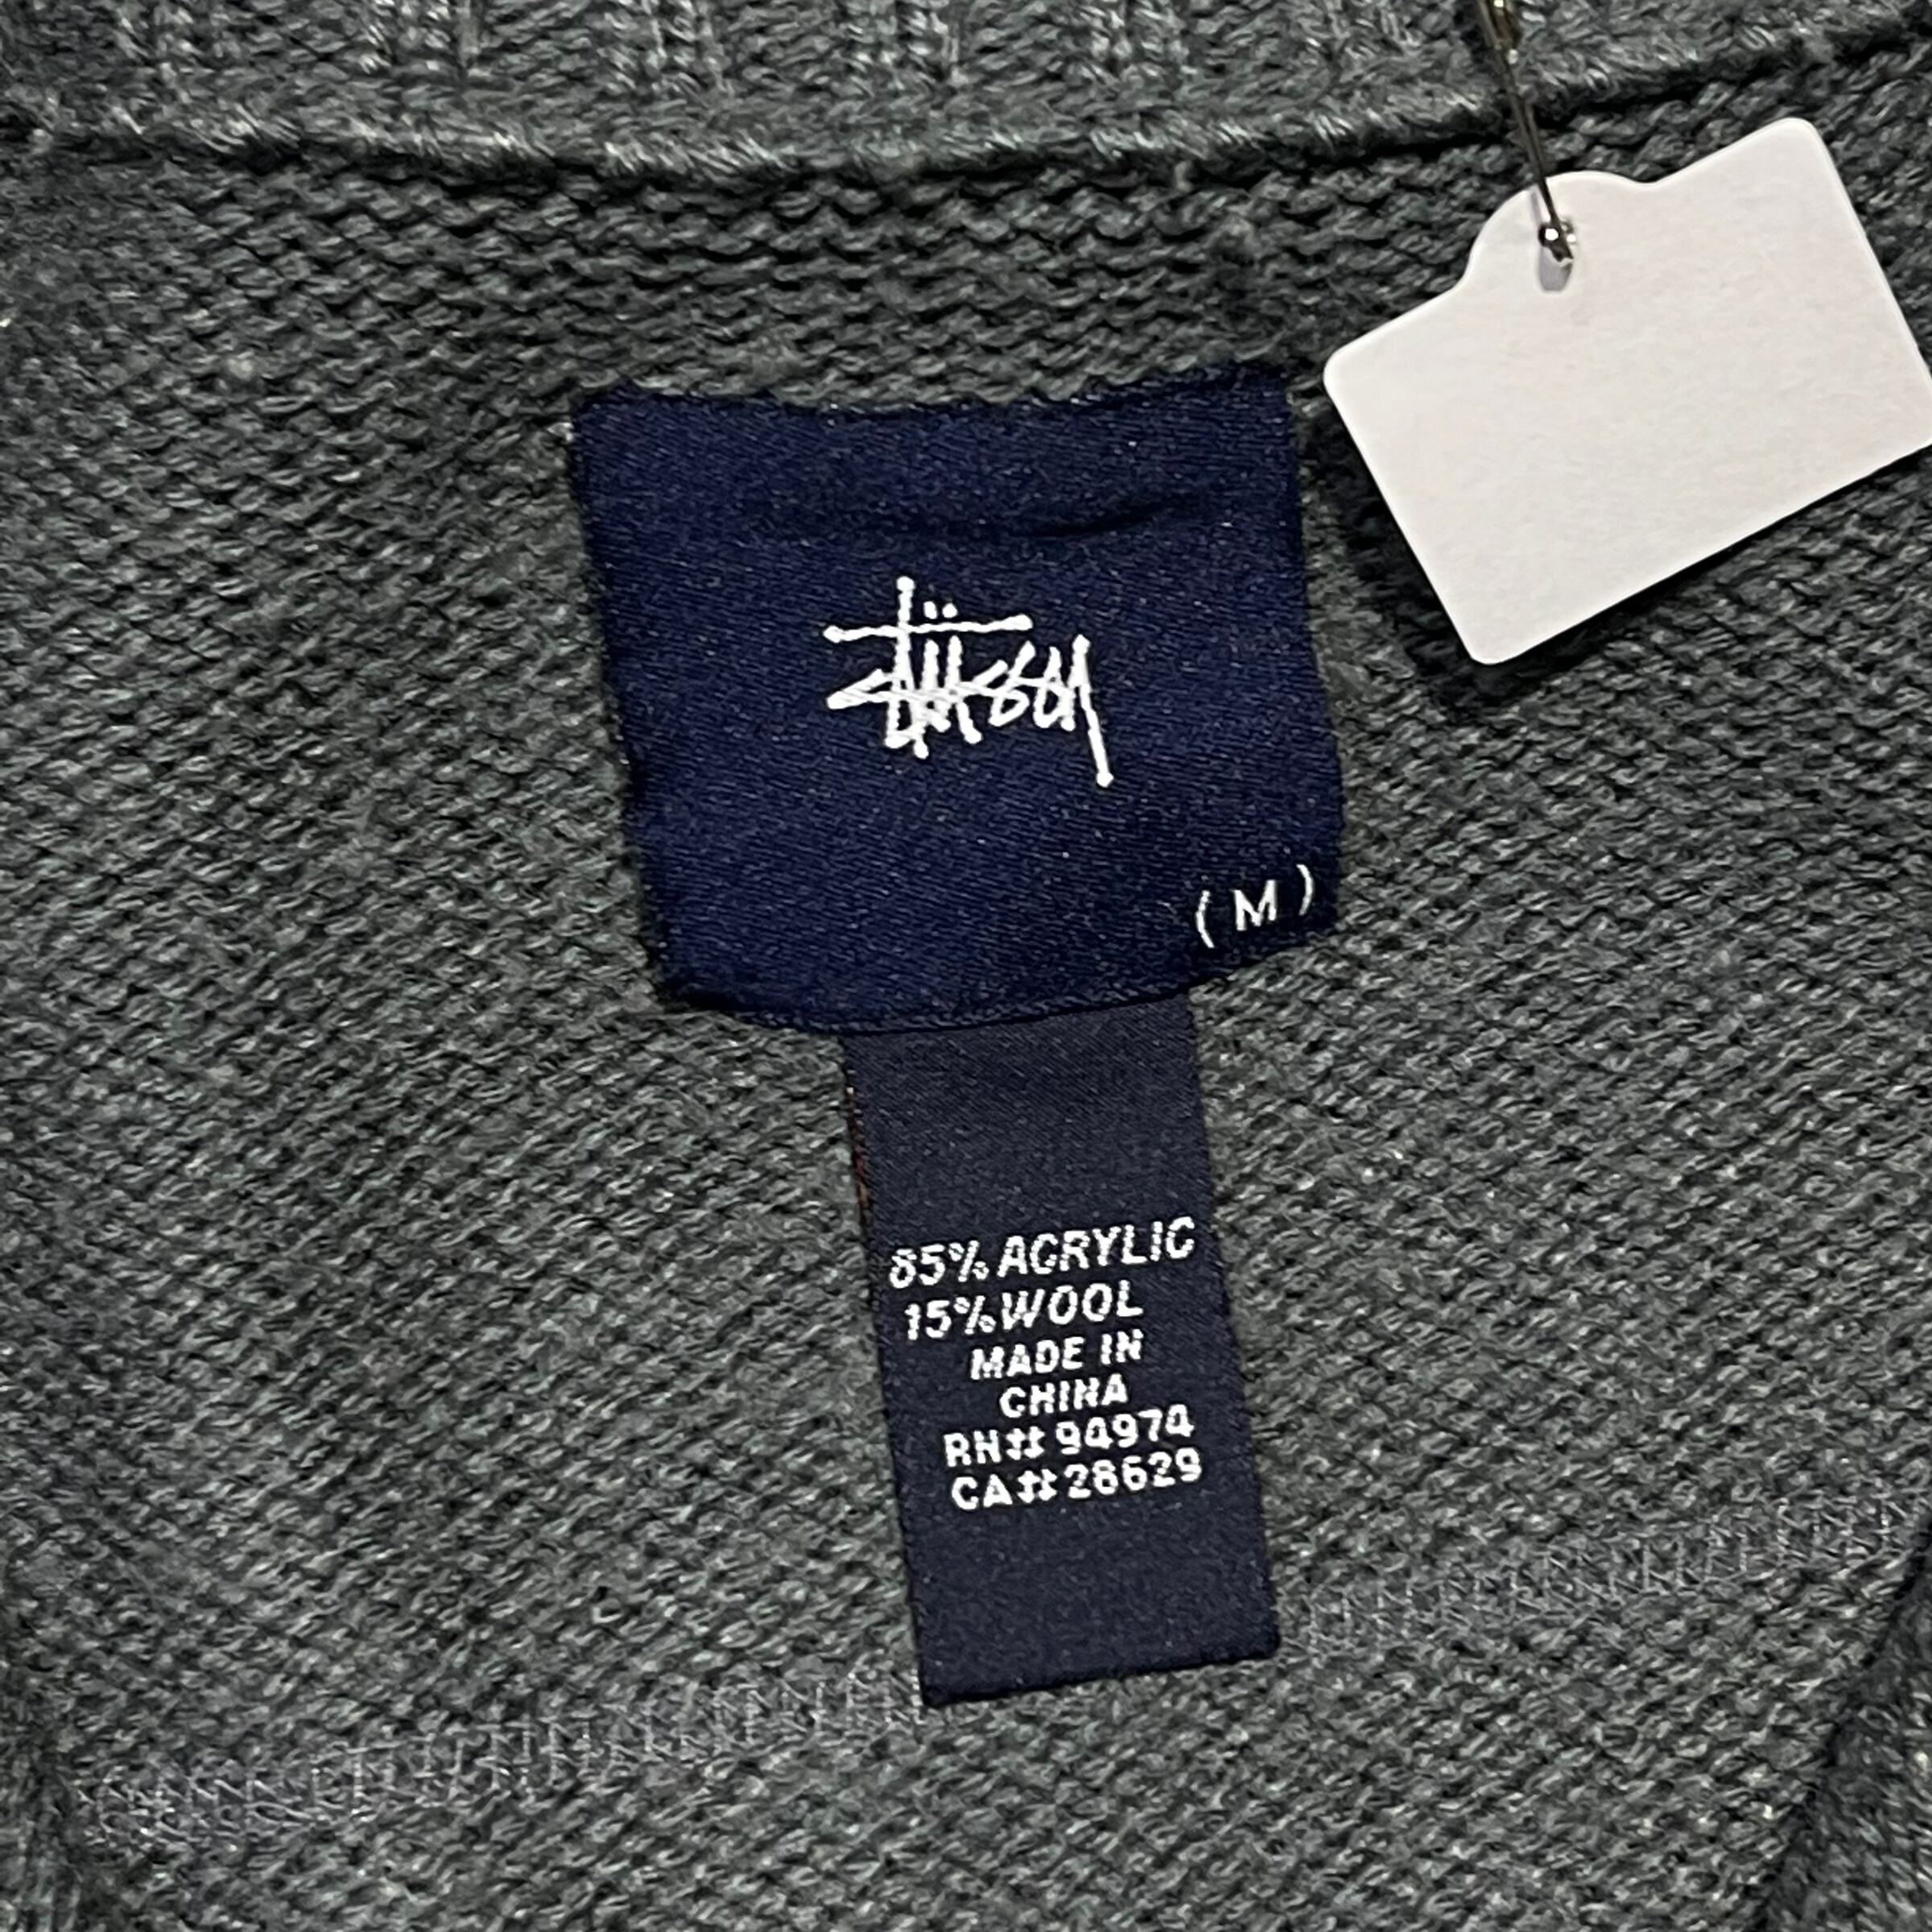 Stüssy
( M )
85% ACRYLIC
15% WOOL
MADE IN
CHINA
RN# 94974
CA# 28629